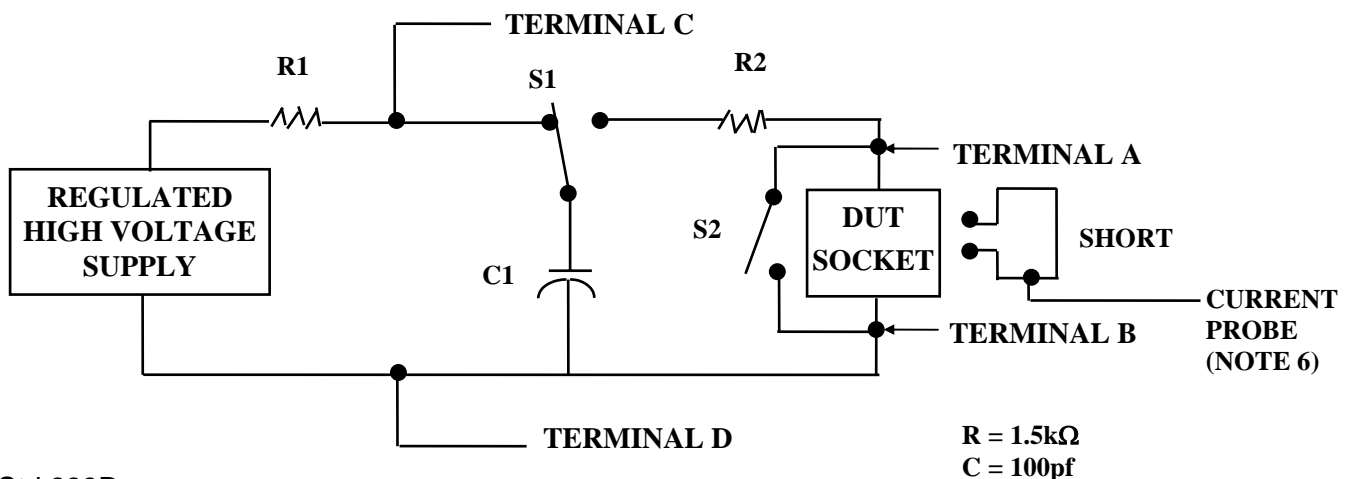 TERMINAL C
R1
S1
R2
TERMINAL A
REGULATED
HIGH VOLTAGE
SUPPLY
S2
DUT
SOCKET
SHORT
C1
CURRENT
PROBE
(NOTE 6)
TERMINAL B
TERMINAL D
R = 1.5kΩ
C = 100pf